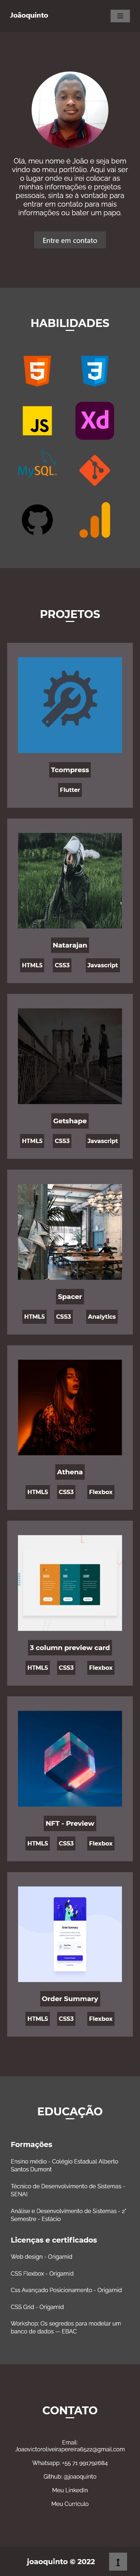 Joãoquinto
Olá, meu nome é João e seja bem
vindo ao meu portfólio. Aqui vai ser
o lugar onde eu irei colocar as
minhas informações e projetos
pessoais, sinta se a vontade para
entrar em contato para mais
informações ou bater um papo.
Entre em contato
HABILIDADES
5
3
JS
Xd
MySQL
PROJETOS
Tcompress
Flutter
Natarajan
HTML5 CSS3 Javascript
Getshape
HTML5 CSS3 Javascript
Spacer
HTML5 CSS3 Analytics
Athena
HTML5 CSS3 Flexbox
3 column preview card
HTML5 CSS3 Flexbox
NFT - Preview
HTML5 CSS3 Flexbox
Order Summary
HTML5 CSS3 Flexbox
EDUCAÇÃO
Formações
Ensino médio - Colégio Estadual Alberto
Santos Dumont
Técnico de Desenvolvimento de Sistemas -
SENAI
Análise e Desenvolvimento de Sistemas - 2°
Semestre - Estácio
Licenças e certificados
Web design - Origamid
CSS Flexbox - Origamid
Css Avançado Posicionamento - Origamid
CSS Grid - Origamid
Workshop: Os segredos para modelar um
banco de dados — EBAC
CONTATO
Email:
Joaovictoroliveirapereira6522@gmail.com
Whatsapp: +55 71 991792684
Github: @joaoquinto
Meu LinkedIn
Meu Currículo
joaoquinto © 2022